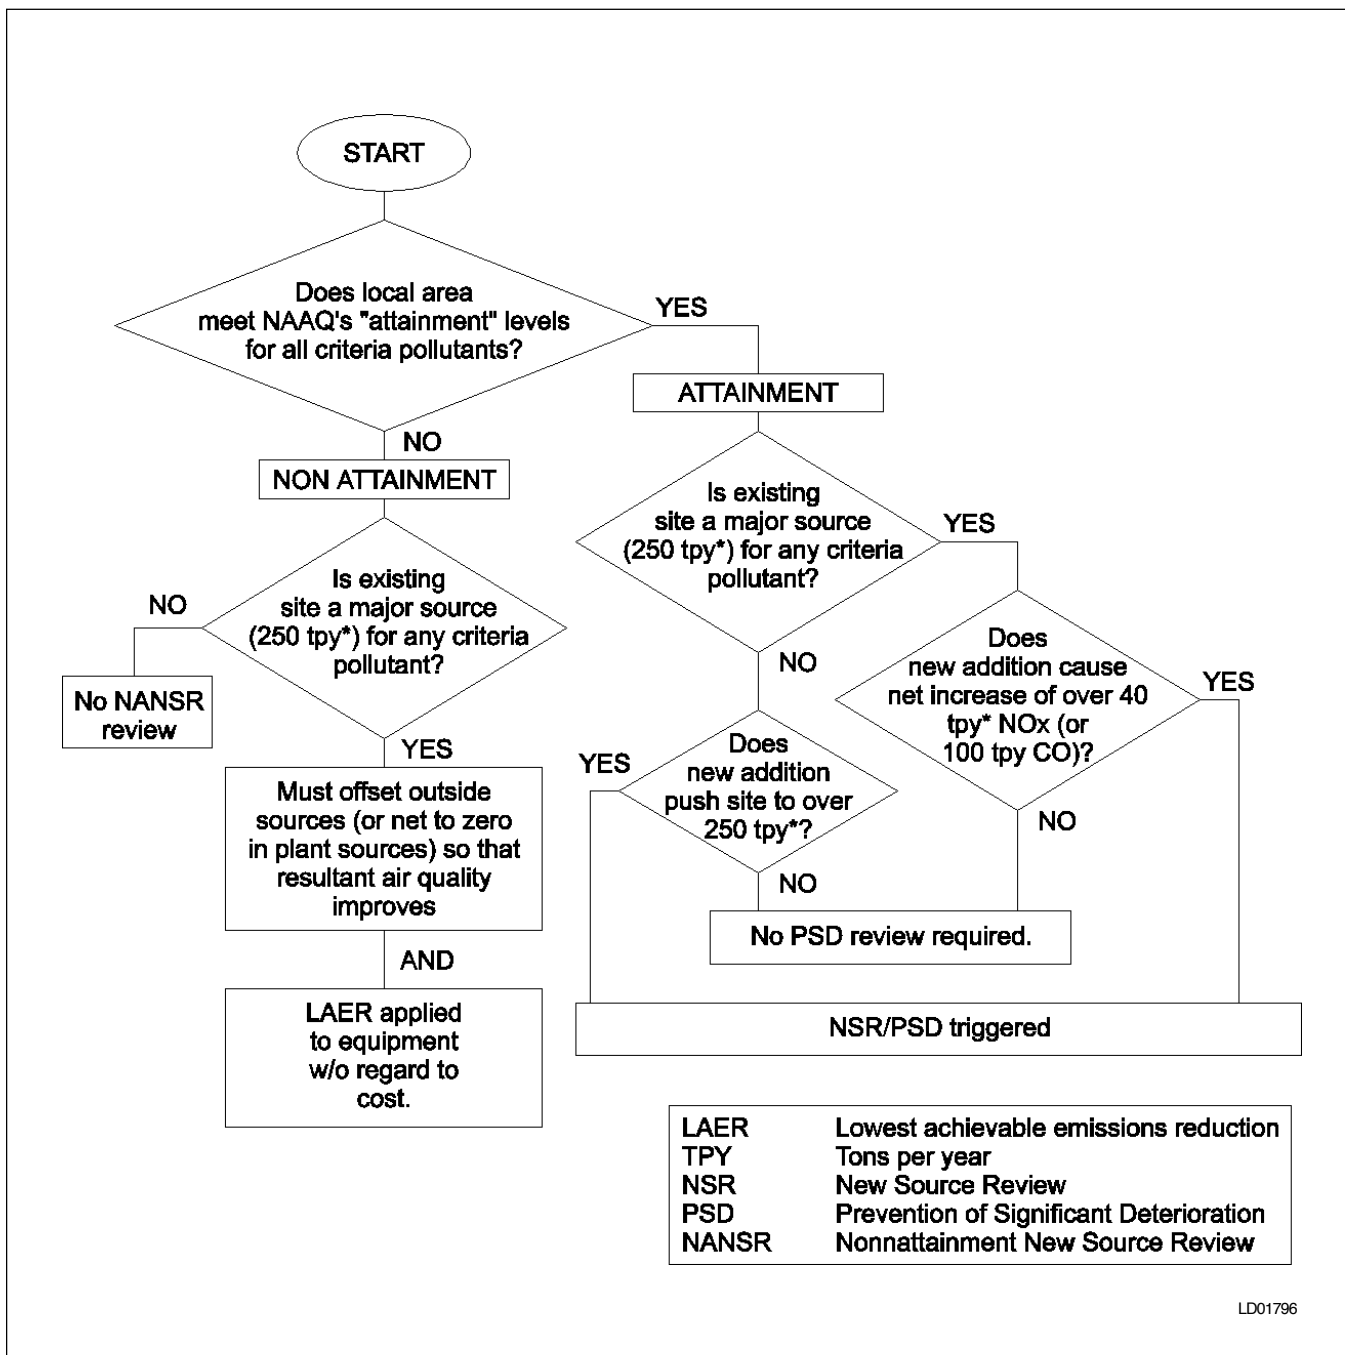 START
Does local area
meet NAAQ's "attainment" levels
for all criteria pollutants?
YES
ATTAINMENT
NO
NON ATTAINMENT
Is existing
site a major source
(250 tpy*) for any criteria
pollutant?
YES
Is existing
site a major source
(250 tpy*) for any criteria
pollutant?
NO
No NANSR
review
YES
NO
Does
new addition cause
net increase of over 40
tpy* NOx (or
100 tpy CO)?
YES
NO
Does
new addition
push site to over
250 tpy*?
YES
NO
Must offset outside
sources (or net to zero
in plant sources) so that
resultant air quality
improves
AND
LAER applied
to equipment
w/o regard to
cost.
No PSD review required.
NSR/PSD triggered
LAER Lowest achievable emissions reduction
TPY Tons per year
NSR New Source Review
PSD Prevention of Significant Deterioration
NANSR Nonnattainment New Source Review
LD01796